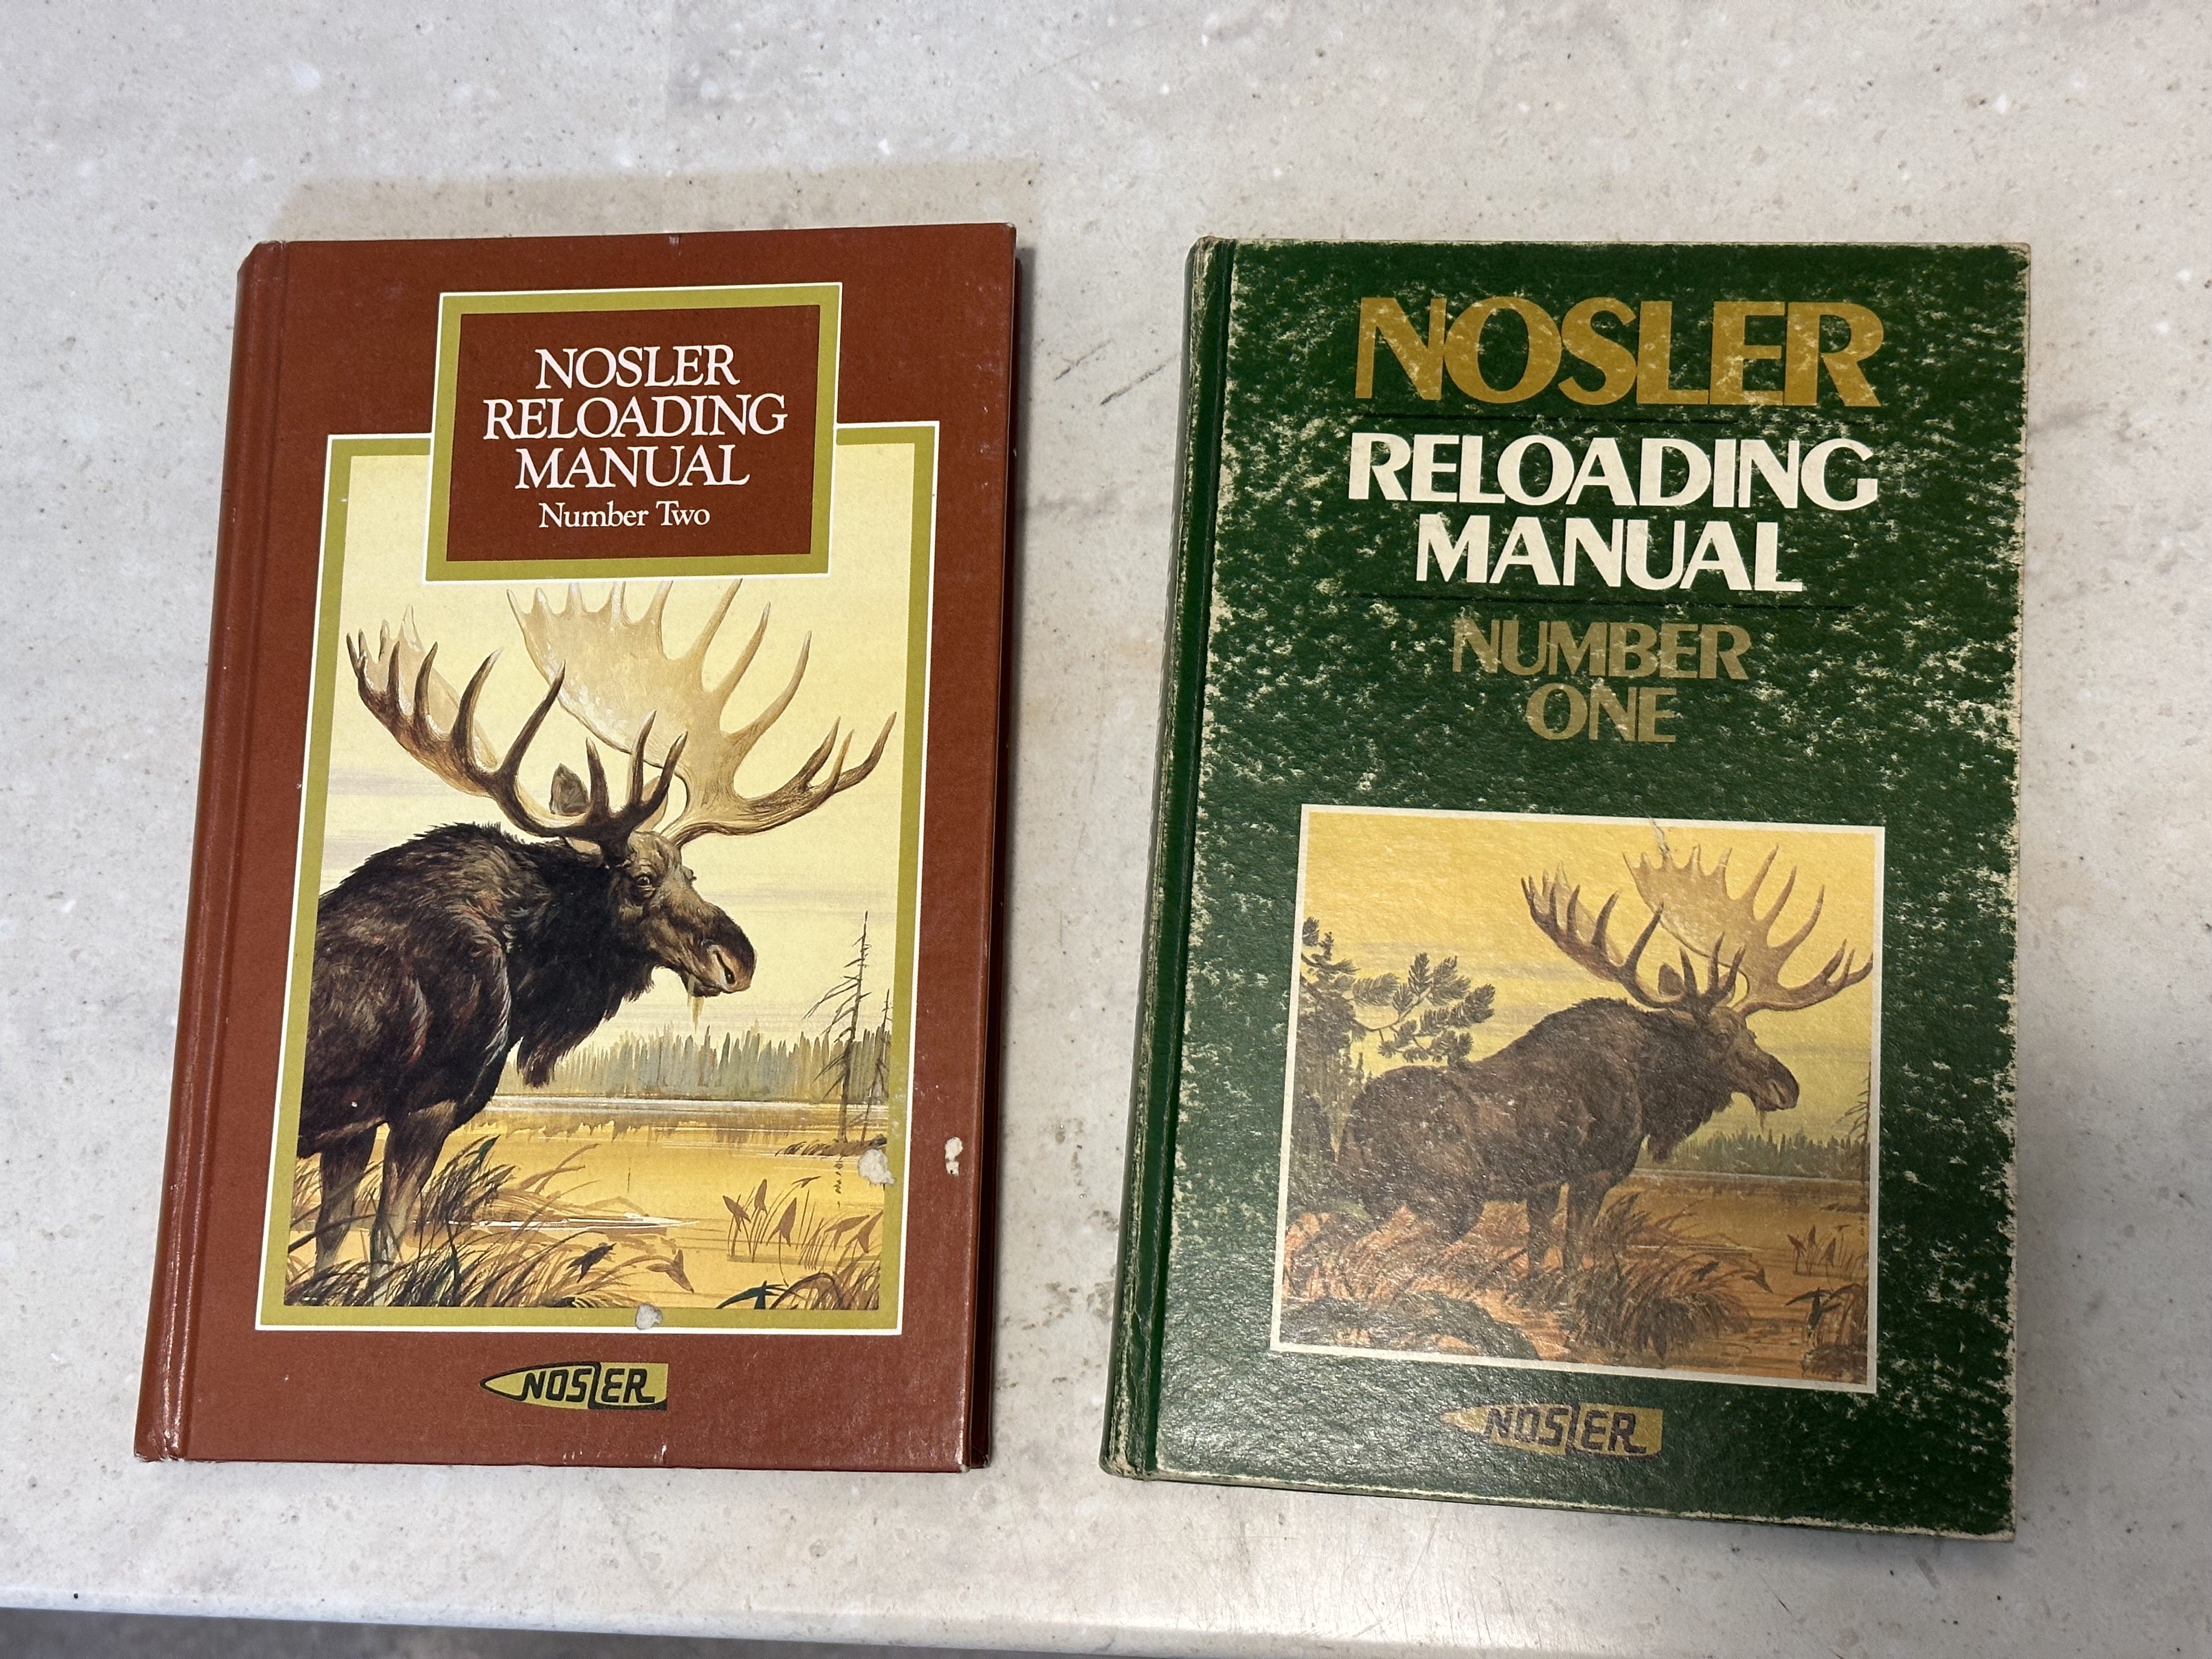 NOSLER
RELOADING
MANUAL
Number Two
NOSLER
NOSLER
RELOADING
MANUAL
NUMBER
ONE
NOSLER